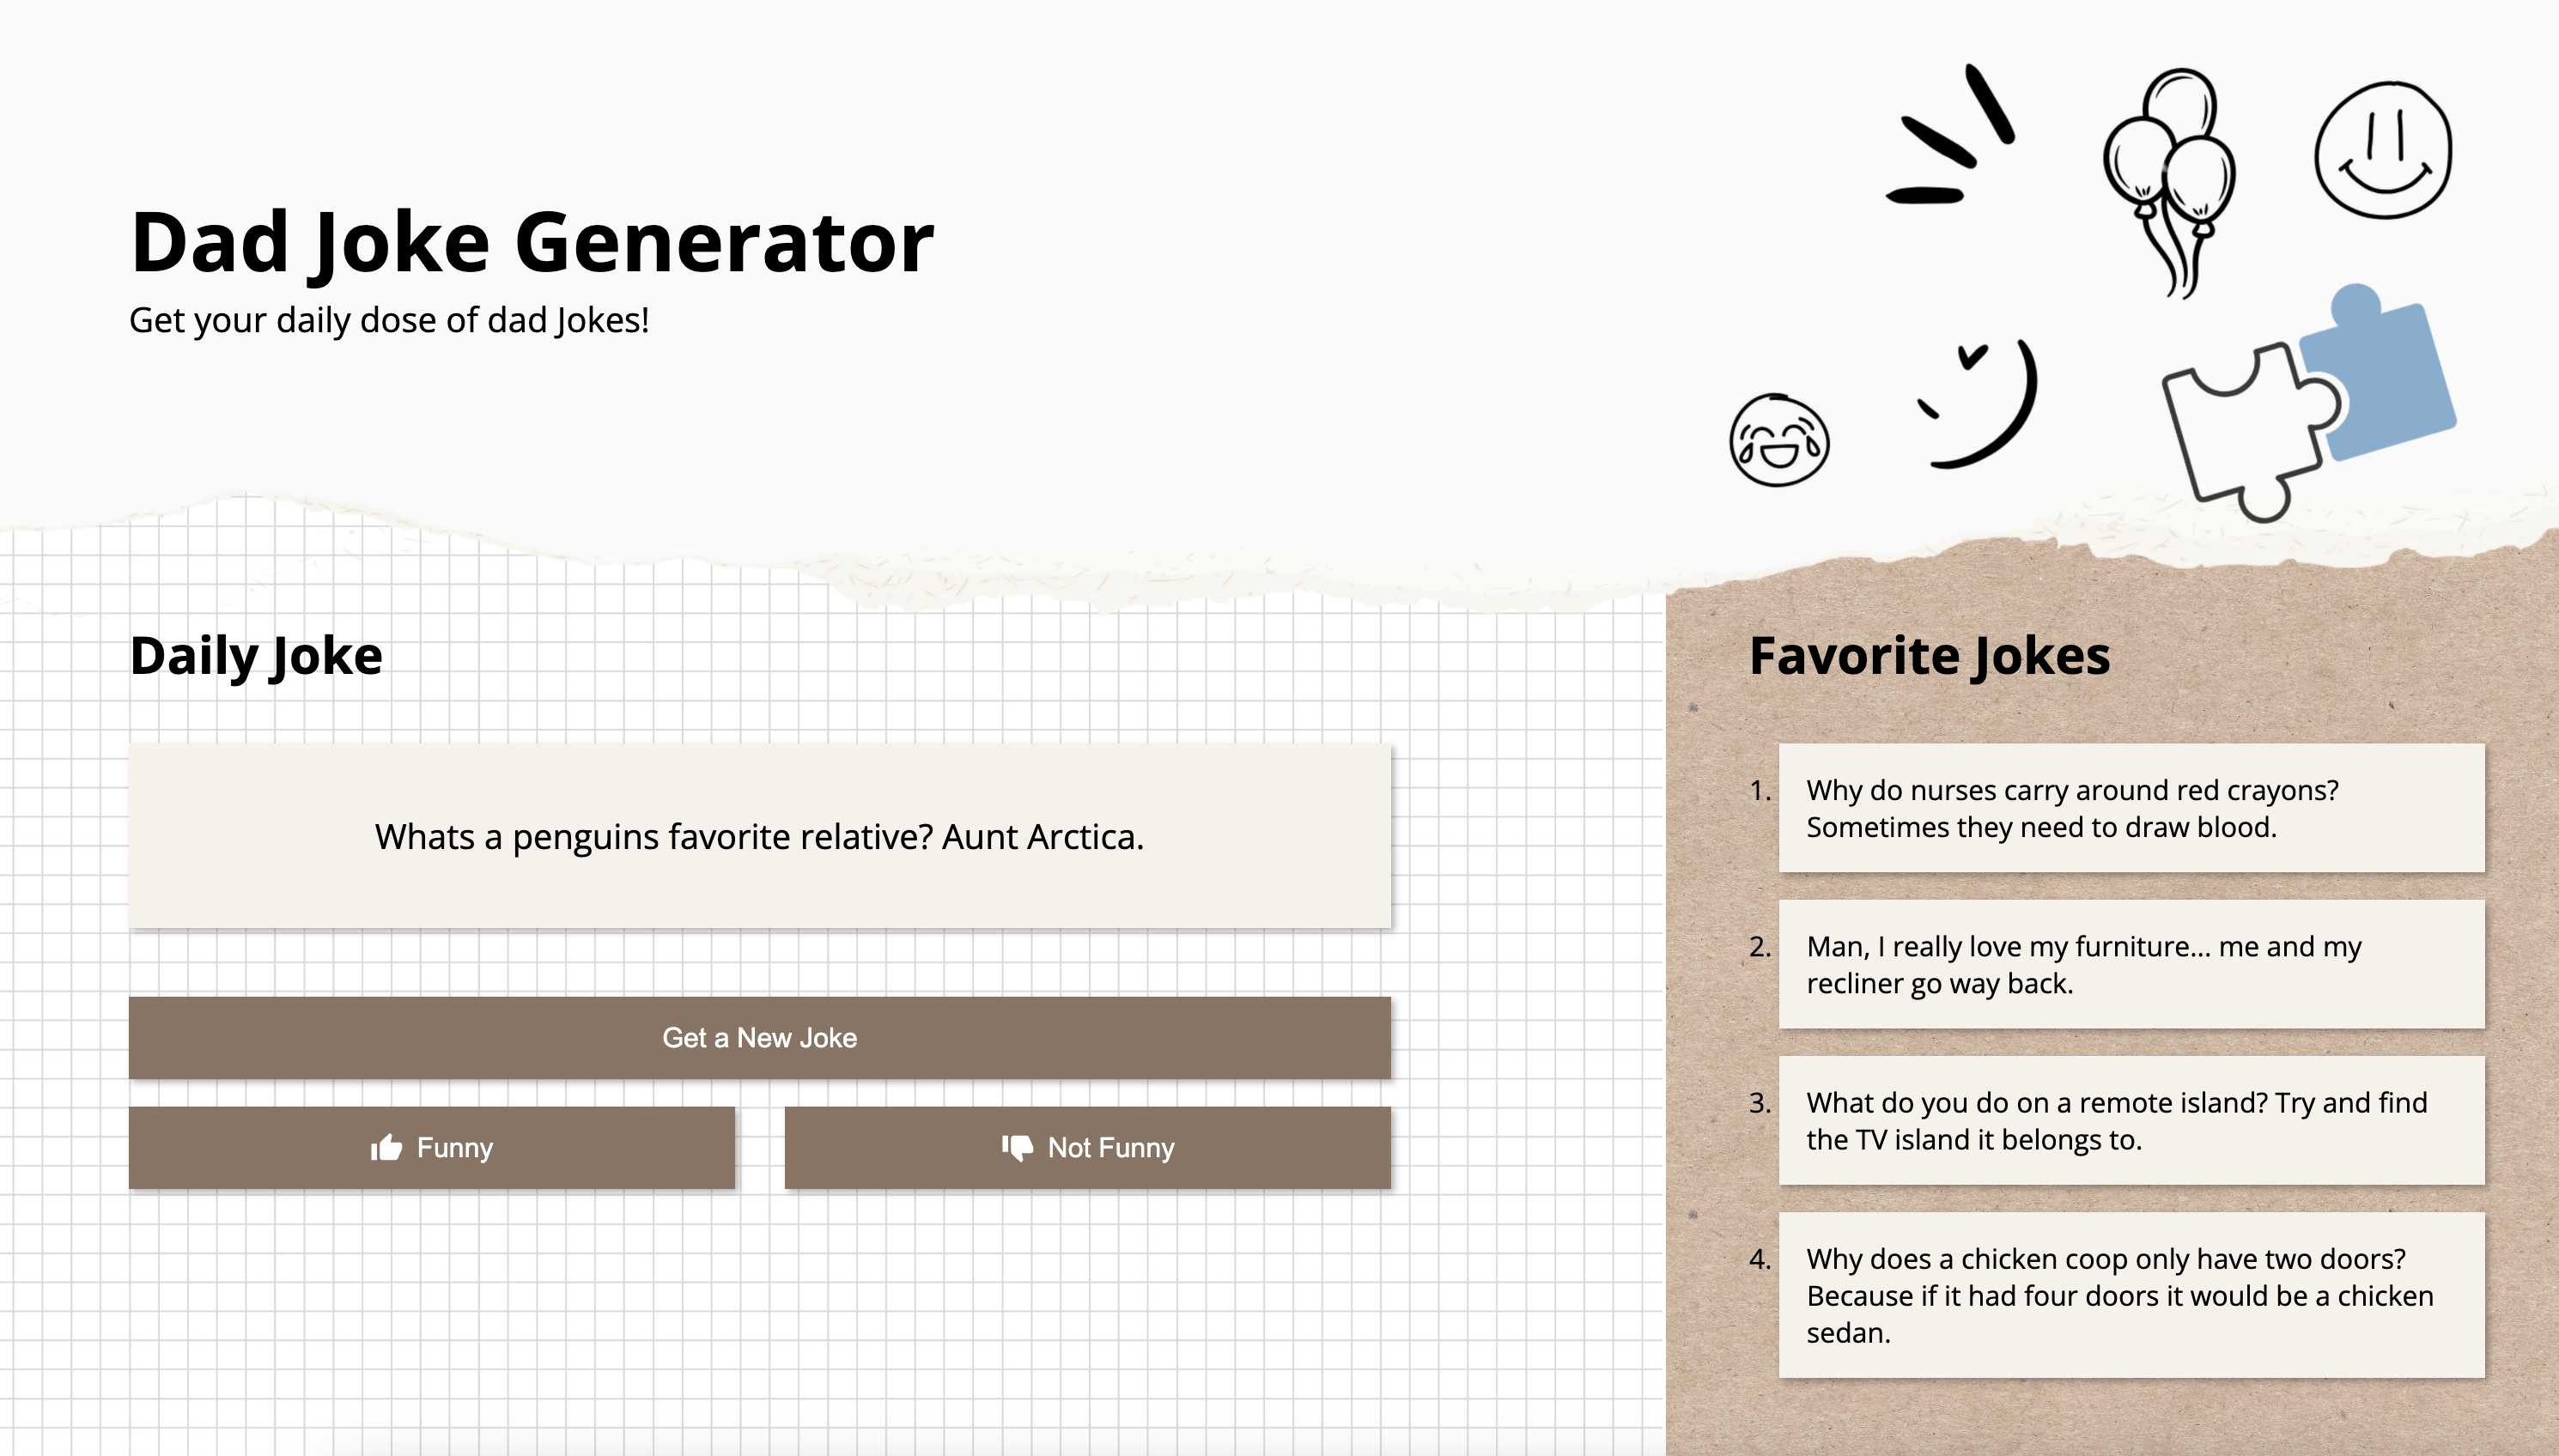 Dad Joke Generator
Get your daily dose of dad Jokes!
Daily Joke
Whats a penguins favorite relative? Aunt Arctica.
Get a New Joke
Funny
Not Funny
Favorite Jokes
1. Why do nurses carry around red crayons?
Sometimes they need to draw blood.
2. Man, I really love my furniture... me and my
recliner go way back.
3. What do you do on a remote island? Try and find
the TV island it belongs to.
4. Why does a chicken coop only have two doors?
Because if it had four doors it would be a chicken
sedan.